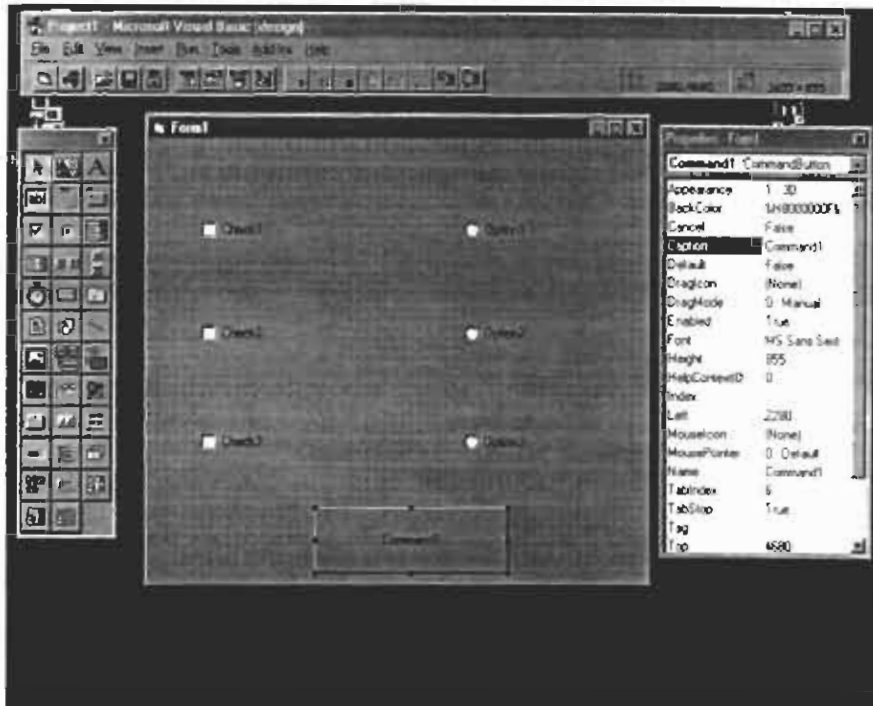 Project1 - Microsoft Visual Basic [design]
File Edit View Insert Run Tools Add-Ins Help
Form1
Check1
Option1
Check2
Option2
Check3
Option3
Command1
Properties - Form1
Command1 CommandButton
Appearance 1 - 3D
BackColor &H8000000F&
Cancel False
Caption Command1
Default False
DragIcon (None)
DragMode 0 - Manual
Enabled True
Font MS Sans Serif
Height 855
HelpContextID 0
Index
Left 2280
MouseIcon (None)
MousePointer 0 - Default
Name Command1
TabIndex 6
TabStop True
Tag
Top 4680